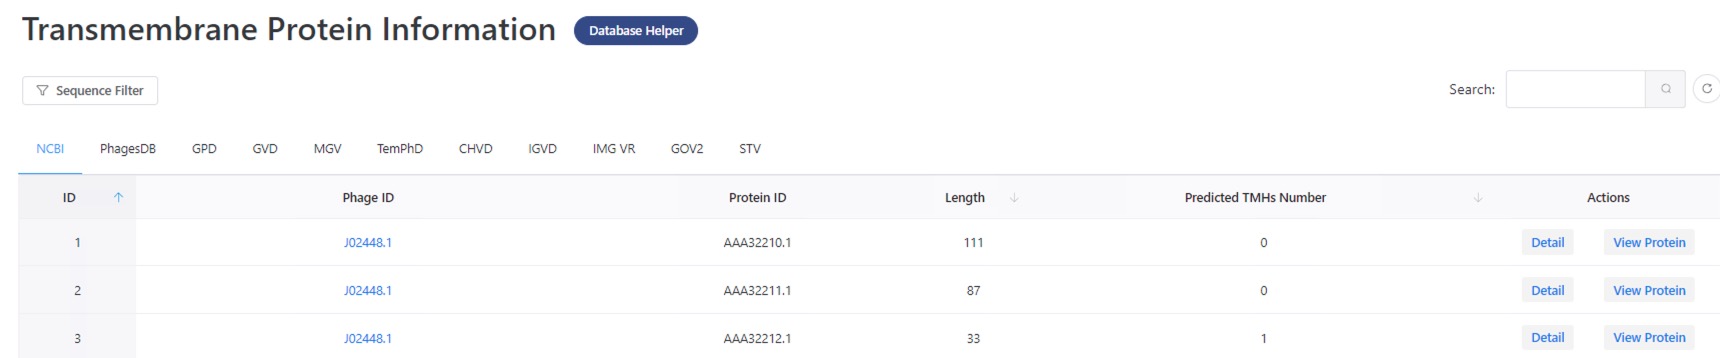 Transmembrane Protein Information Database Helper
Sequence Filter Search:
NCBI PhagesDB GPD GVD MGV TemPhD CHVD IGVD IMG VR GOV2 STV
ID Phage ID Protein ID Length Predicted TMHs Number Actions
1 J02448.1 AAA32210.1 111 0 Detail View Protein
2 J02448.1 AAA32211.1 87 0 Detail View Protein
3 J02448.1 AAA32212.1 33 1 Detail View Protein